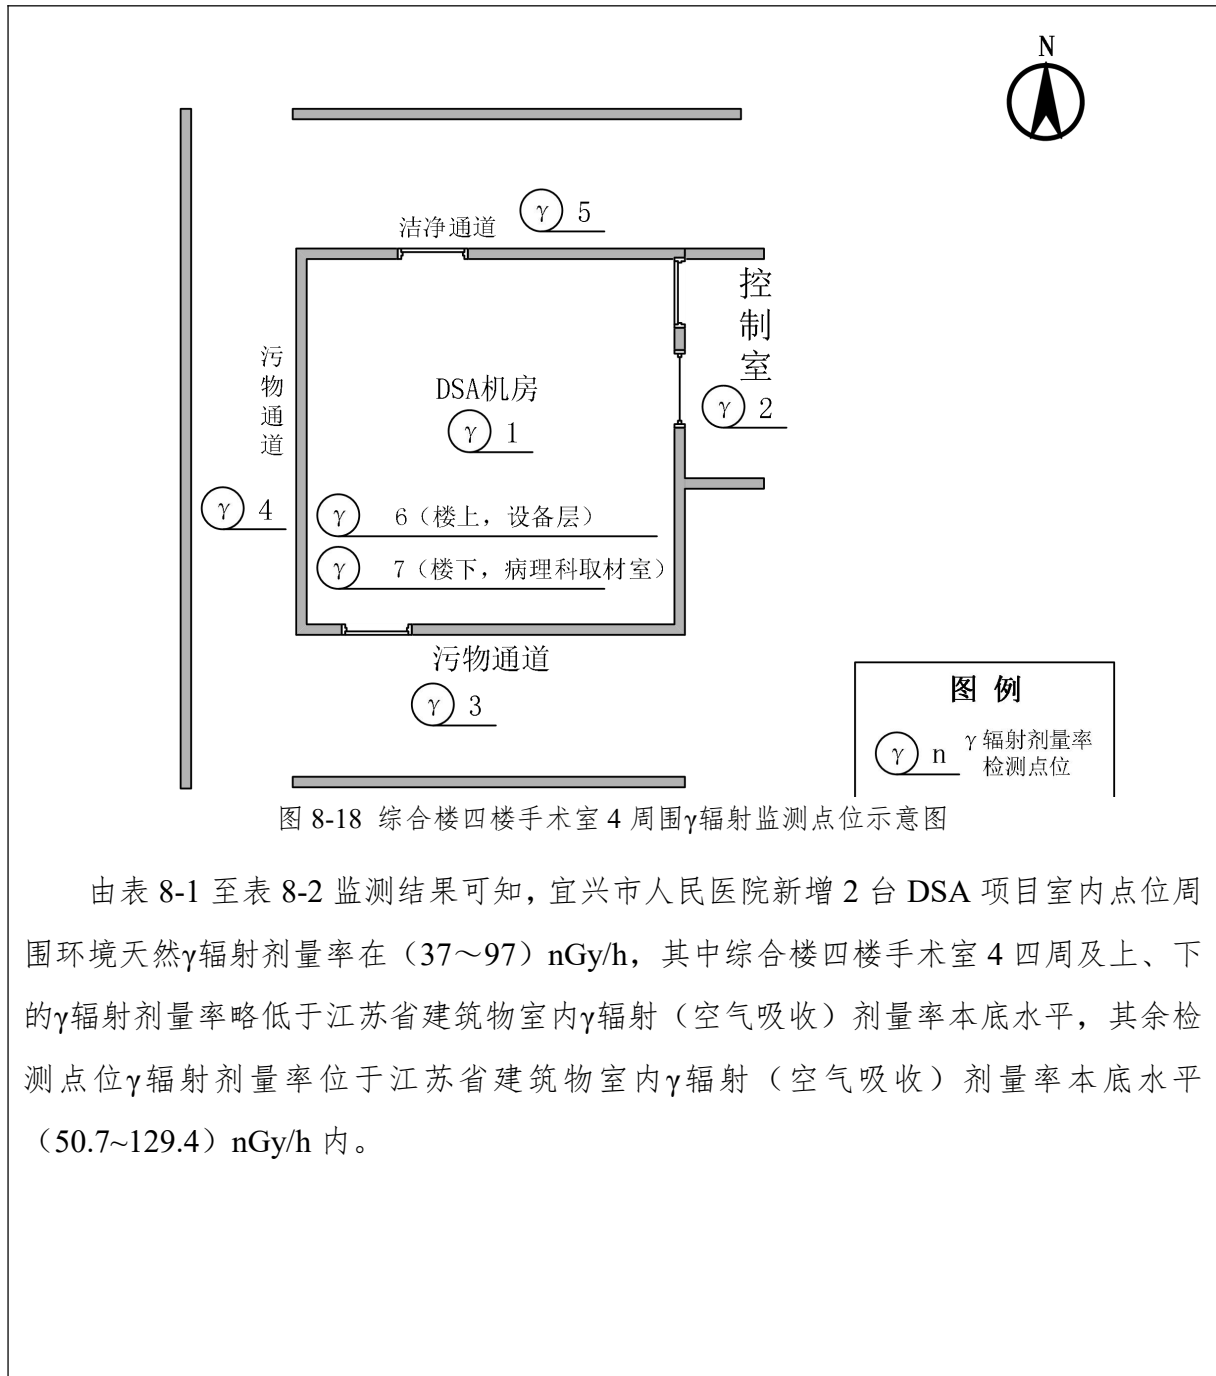 N
γ 5
洁净通道
控制室
污物通道
DSA机房
γ 1
γ 2
γ 4
γ 6（楼上，设备层）
γ 7（楼下，病理科取材室）
污物通道
γ 3
图 例
γ n γ辐射剂量率
检测点位
图 8-18 综合楼四楼手术室 4 周围γ辐射监测点位示意图
由表 8-1 至表 8-2 监测结果可知，宜兴市人民医院新增 2 台 DSA 项目室内点位周
围环境天然γ辐射剂量率在（37～97）nGy/h，其中综合楼四楼手术室 4 四周及上、下
的γ辐射剂量率略低于江苏省建筑物室内γ辐射（空气吸收）剂量率本底水平，其余检
测点位γ辐射剂量率位于江苏省建筑物室内γ辐射（空气吸收）剂量率本底水平
（50.7~129.4）nGy/h 内。